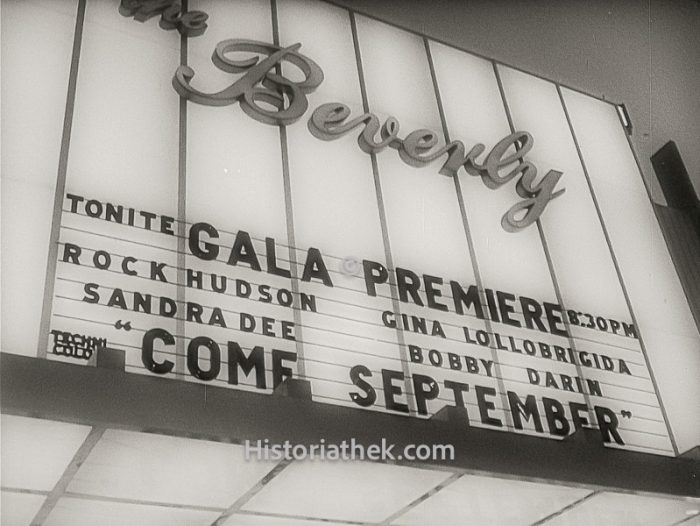 the
Beverly
TONITE GALA PREMIERE 8:30PM
ROCK HUDSON GINA LOLLOBRIGIDA
SANDRA DEE BOBBY DARIN
TECHNI
COLOR
"COME SEPTEMBER"
©
Historiathek.com